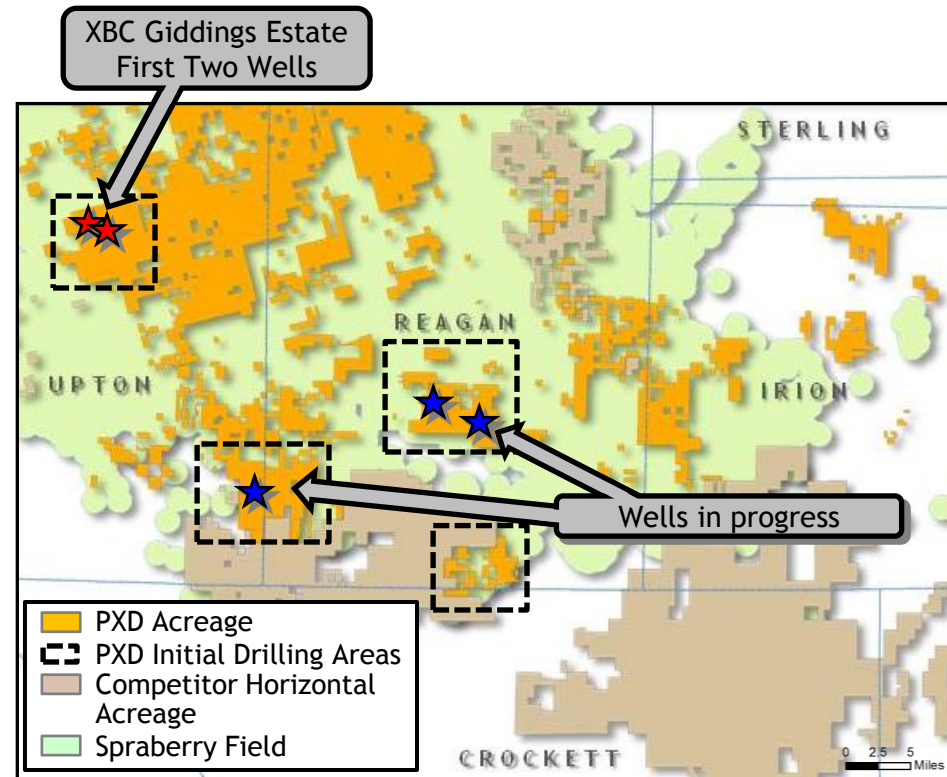 XBC Giddings Estate
First Two Wells
STERLING
REAGAN
UPTON
IRION
Wells in progress
PXD Acreage
PXD Initial Drilling Areas
Competitor Horizontal
Acreage
Spraberry Field
CROCKETT
0 2.5 5
Miles